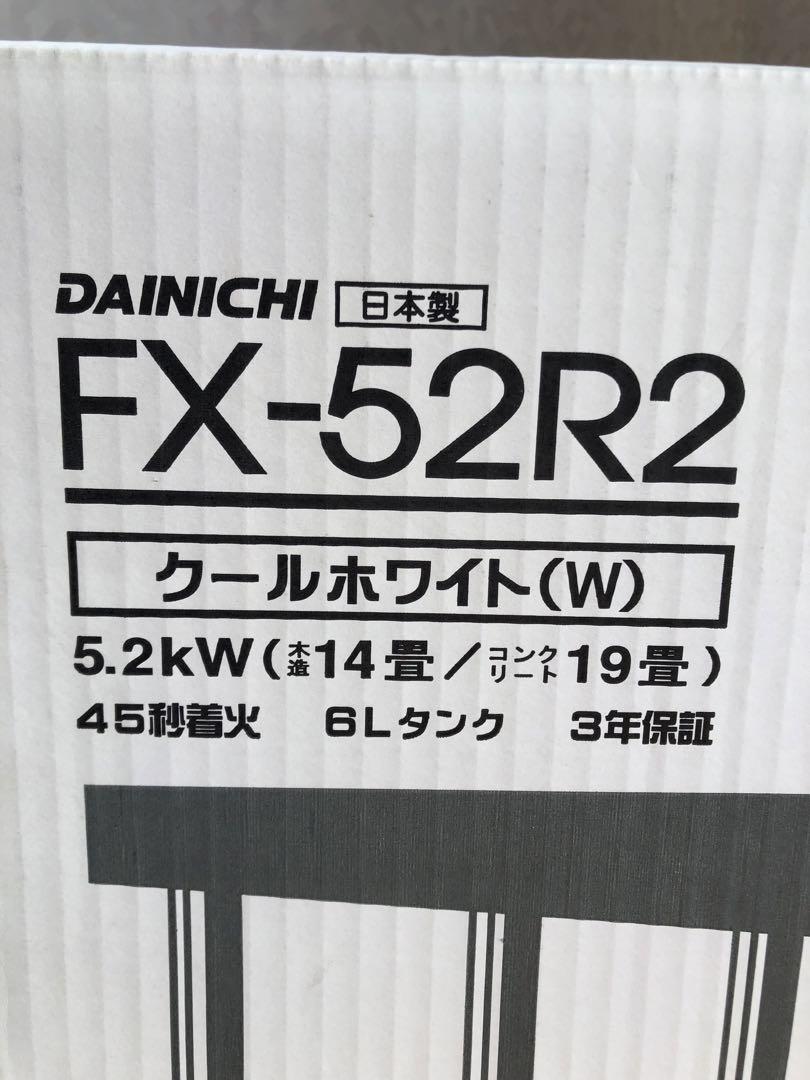 DAINICHI 日本製
FX-52R2
クールホワイト(W)
5.2kW(木造14畳/コンクリート19畳)
45秒着火 6Lタンク 3年保証